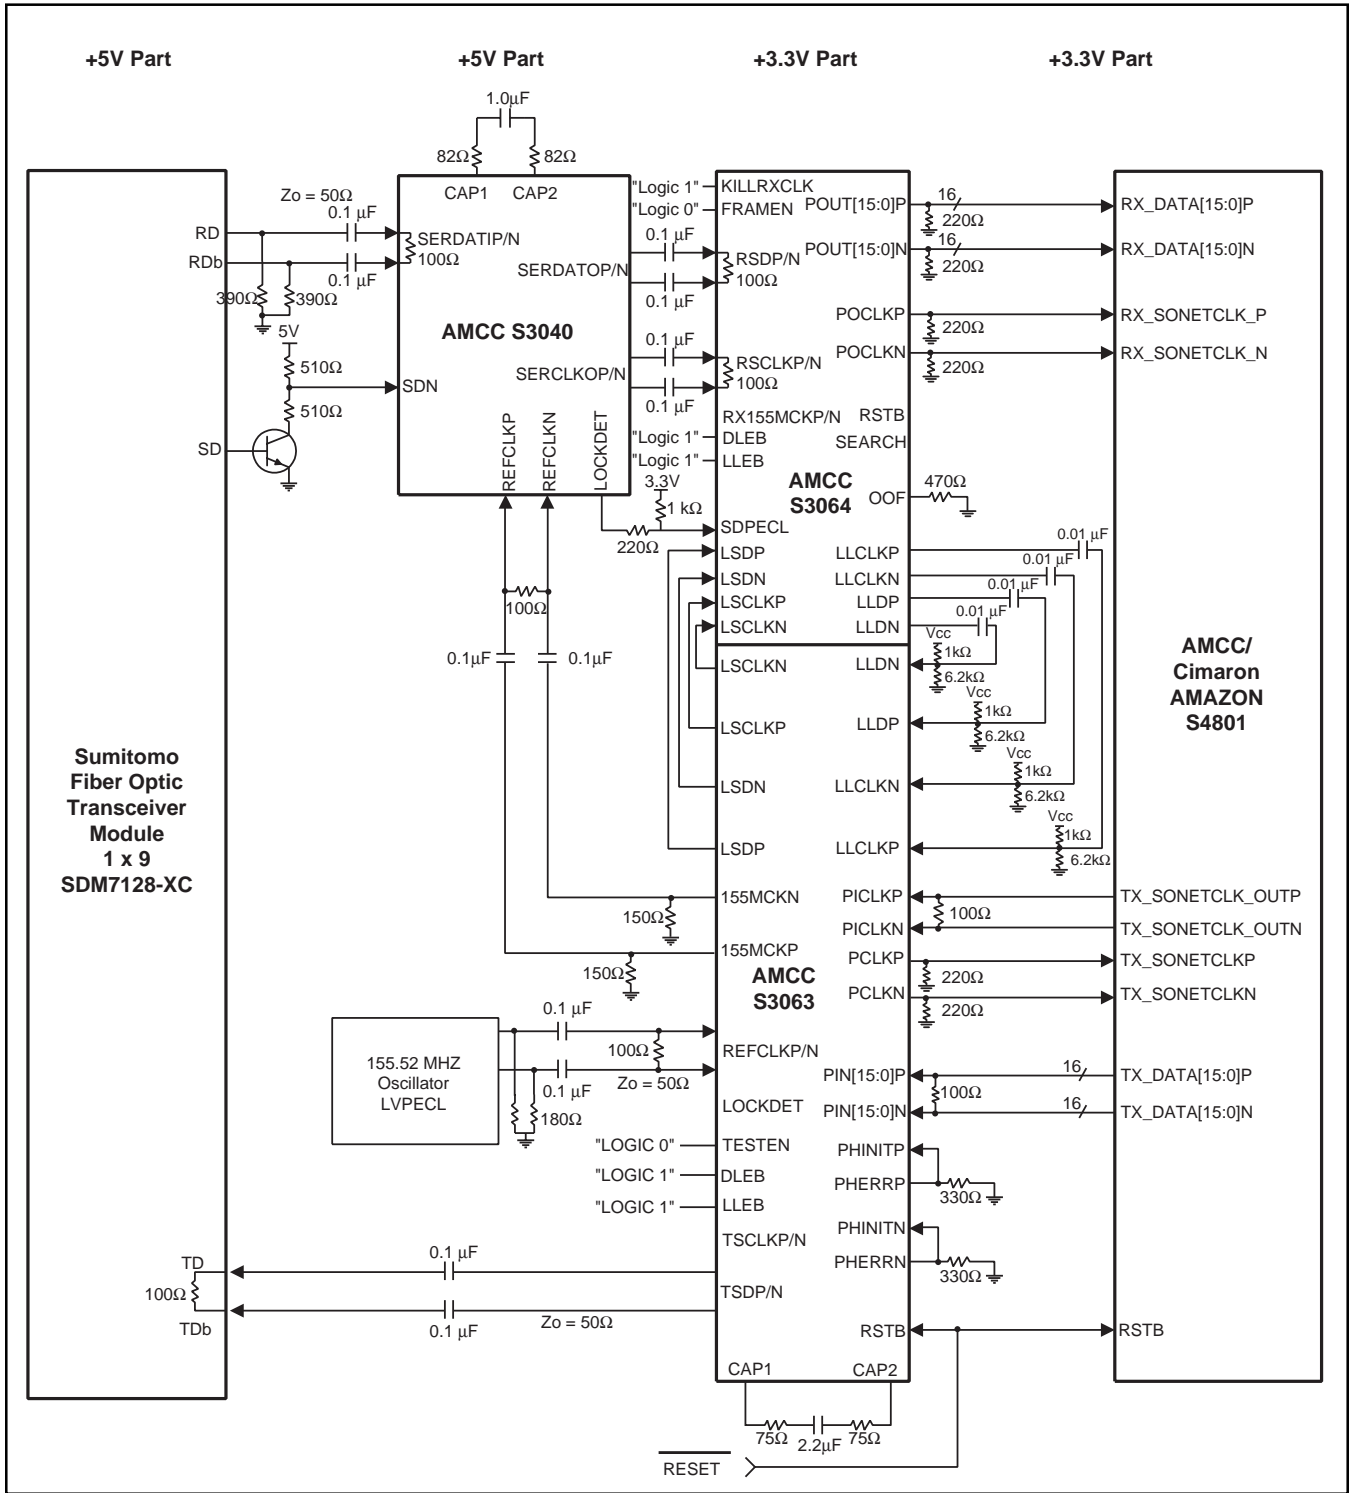 +5V Part
+5V Part
+3.3V Part
+3.3V Part
1.0µF
82Ω
82Ω
CAP1
CAP2
Zo = 50Ω
0.1 µF
RD
RDb
0.1 µF
SERDATIP/N
100Ω
390Ω
390Ω
5V
510Ω
510Ω
SD
SDN
AMCC S3040
SERDATOP/N
SERCLKOP/N
REFCLKP
REFCLKN
LOCKDET
0.1 µF
0.1 µF
0.1 µF
0.1 µF
"Logic 1"
KILLRXCLK
"Logic 0"
FRAMEN
RSDP/N
100Ω
RSCLKP/N
100Ω
RX155MCKP/N
"Logic 1"
DLEB
"Logic 1"
LLEB
3.3V
1 kΩ
220Ω
SDPECL
LSDP
LSDN
LSCLKP
LSCLKN
POUT[15:0]P
16
220Ω
RX_DATA[15:0]P
POUT[15:0]N
16
220Ω
RX_DATA[15:0]N
POCLKP
220Ω
RX_SONETCLK_P
POCLKN
220Ω
RX_SONETCLK_N
RSTB
SEARCH
AMCC
S3064
OOF
470Ω
LLCLKP
0.01 µF
LLCLKN
0.01 µF
LLDP
0.01 µF
LLDN
0.01 µF
100Ω
0.1µF
0.1µF
LSCLKN
LSCLKP
LSDN
LSDP
LLDN
Vcc
1kΩ
6.2kΩ
LLDP
Vcc
1kΩ
6.2kΩ
LLCLKN
Vcc
1kΩ
6.2kΩ
LLCLKP
Vcc
1kΩ
6.2kΩ
AMCC/
Cimaron
AMAZON
S4801
Sumitomo
Fiber Optic
Transceiver
Module
1 x 9
SDM7128-XC
155MCKN
150Ω
155MCKP
150Ω
AMCC
S3063
PICLKP
100Ω
TX_SONETCLK_OUTP
PICLKN
TX_SONETCLK_OUTN
PCLKP
220Ω
TX_SONETCLKP
PCLKN
220Ω
TX_SONETCLKN
155.52 MHZ
Oscillator
LVPECL
0.1 µF
0.1 µF
180Ω
100Ω
Zo = 50Ω
REFCLKP/N
LOCKDET
PIN[15:0]P
16
TX_DATA[15:0]P
100Ω
PIN[15:0]N
16
TX_DATA[15:0]N
"LOGIC 0"
TESTEN
"LOGIC 1"
DLEB
"LOGIC 1"
LLEB
PHINITP
PHERRP
330Ω
PHINITN
PHERRN
330Ω
TSCLKP/N
TSDP/N
TD
100Ω
TDb
0.1 µF
0.1 µF
Zo = 50Ω
RSTB
RSTB
CAP1
CAP2
75Ω
2.2µF
75Ω
RESET